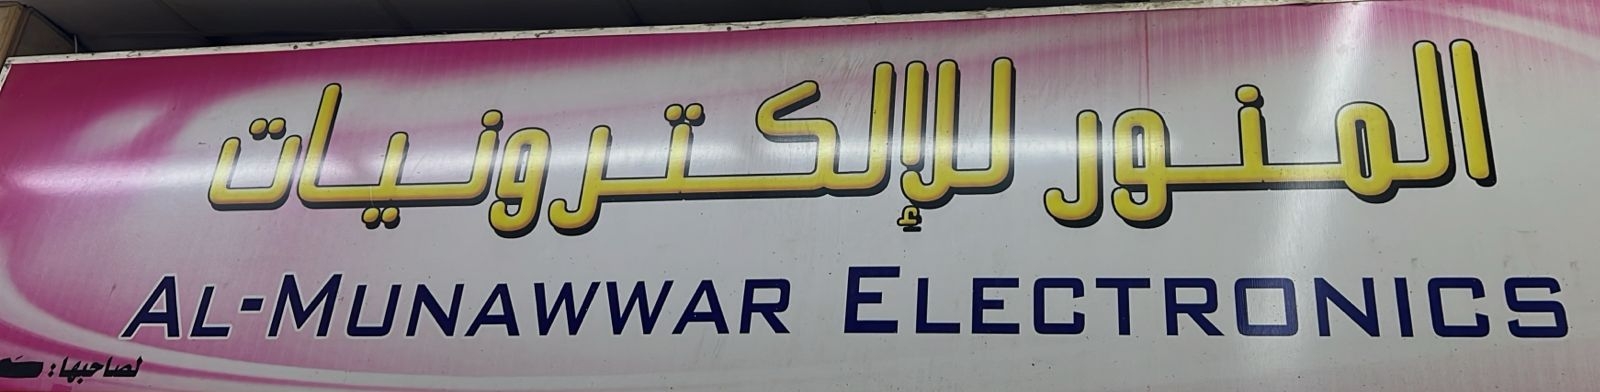 المنور للإلكترونيات
AL-MUNAWWAR ELECTRONICS
لصاحبها :